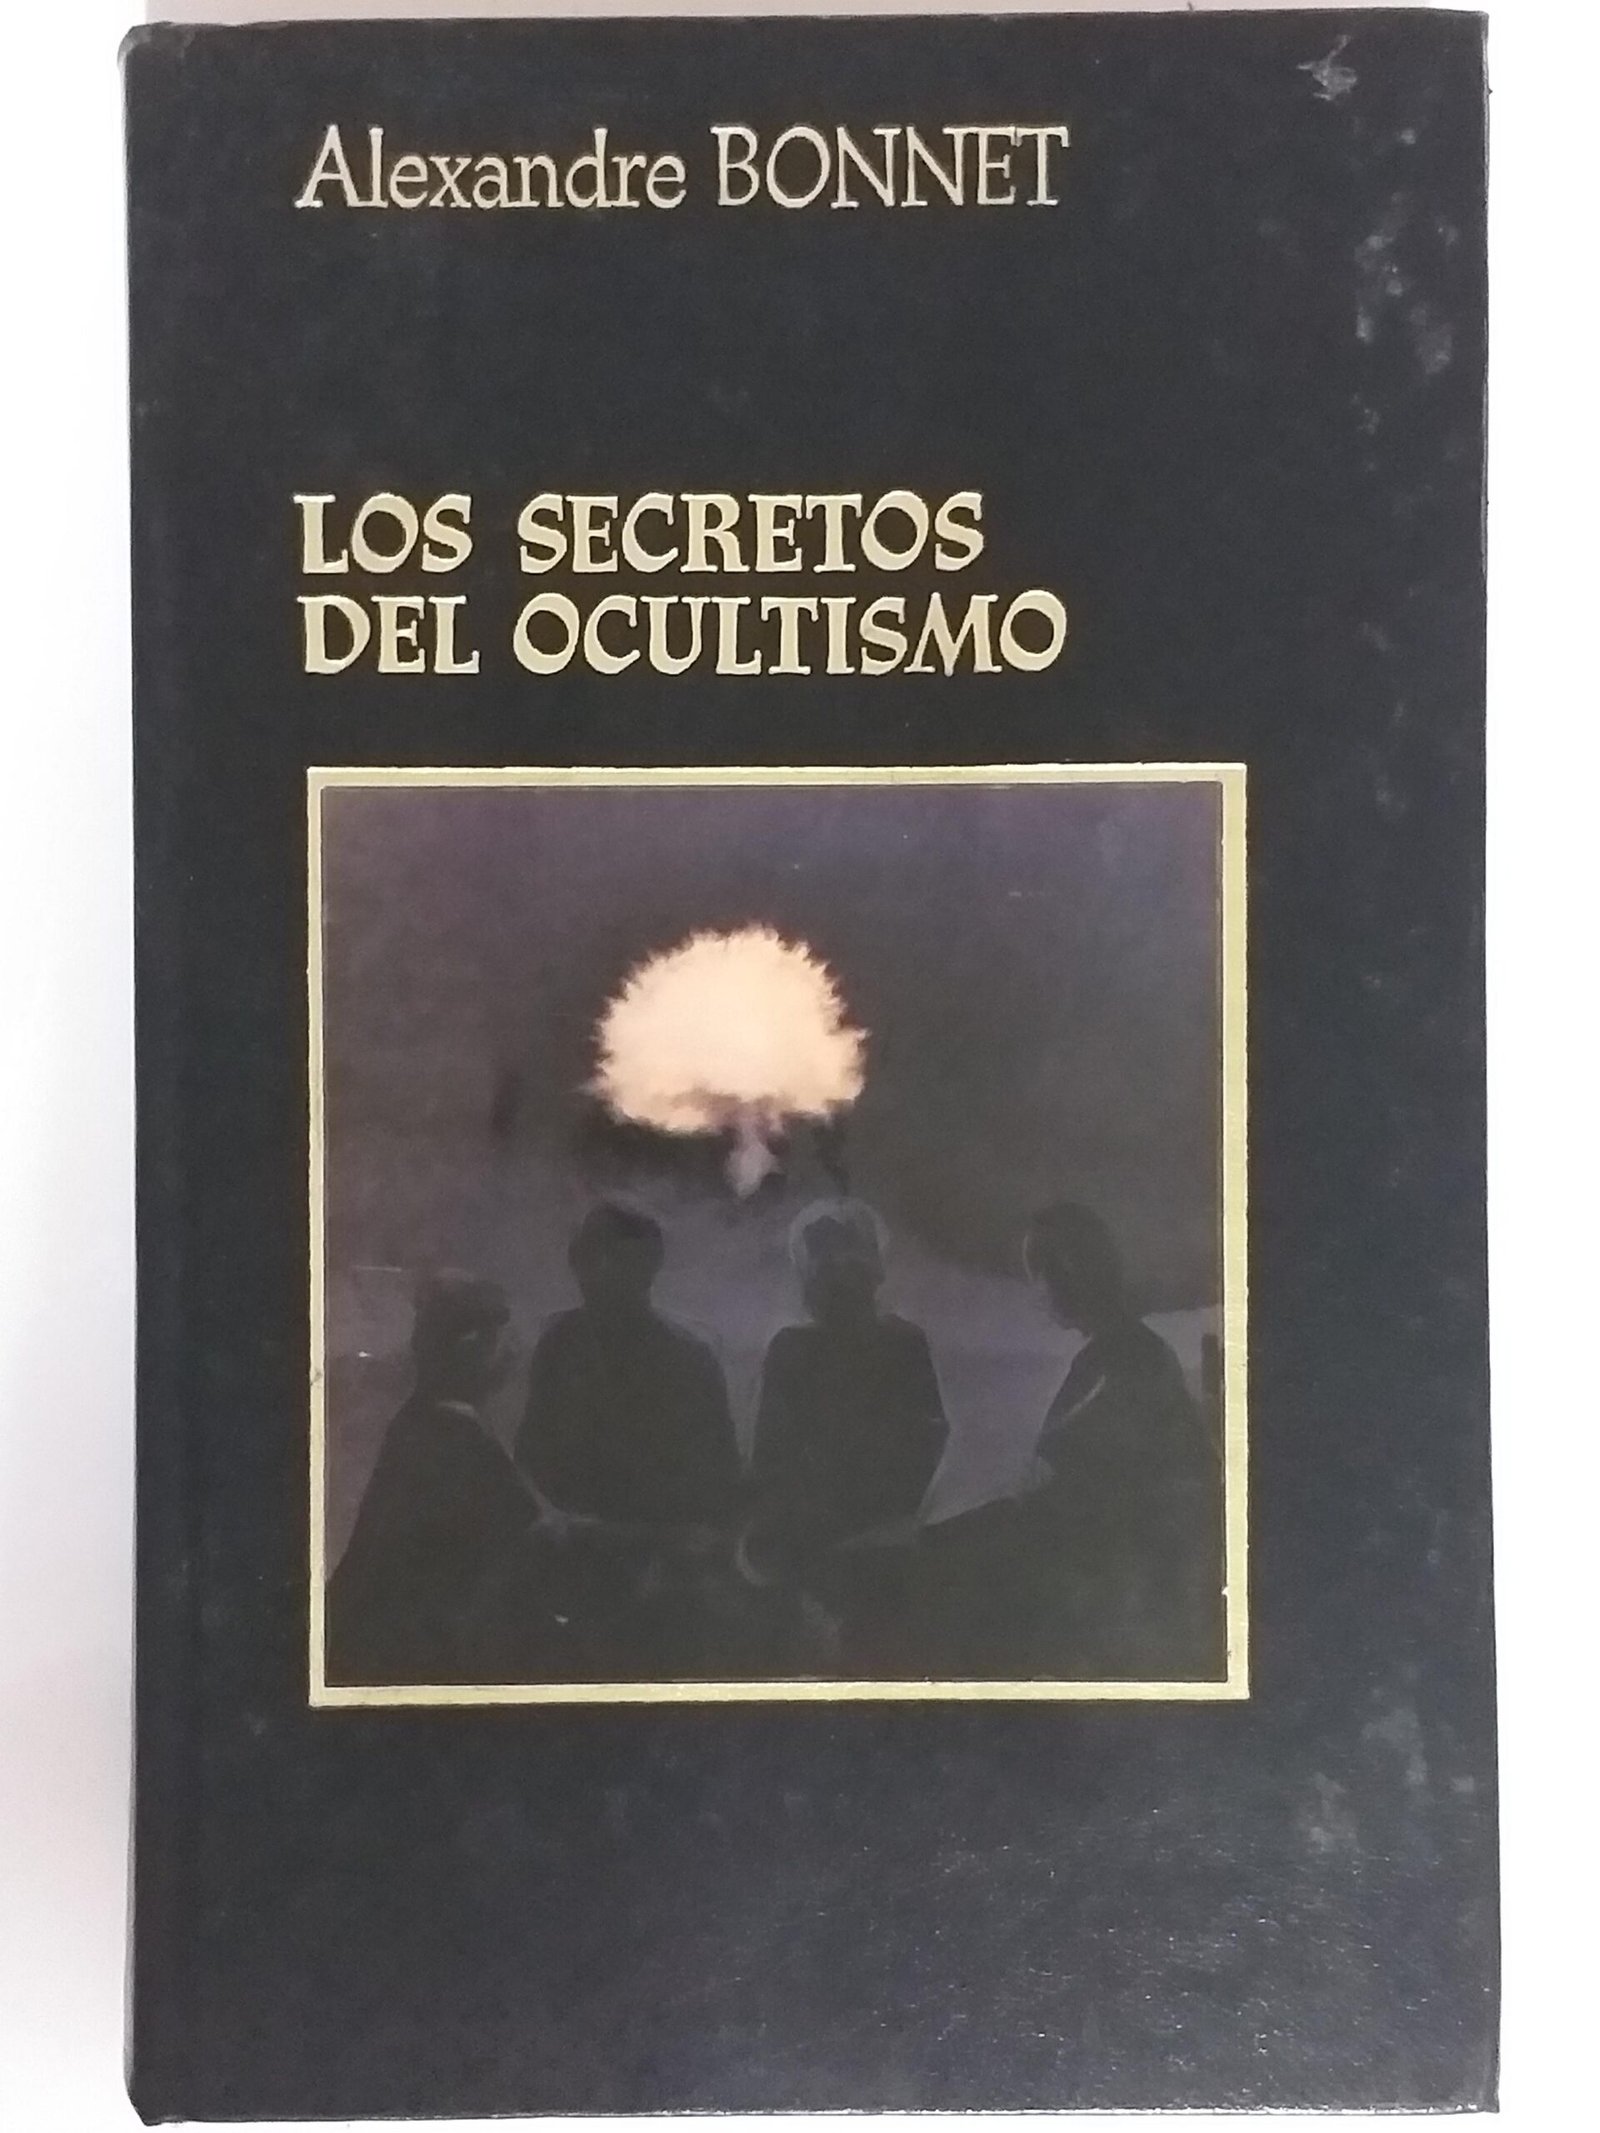 Alexandre BONNET
LOS SECRETOS
DEL OCULTISMO